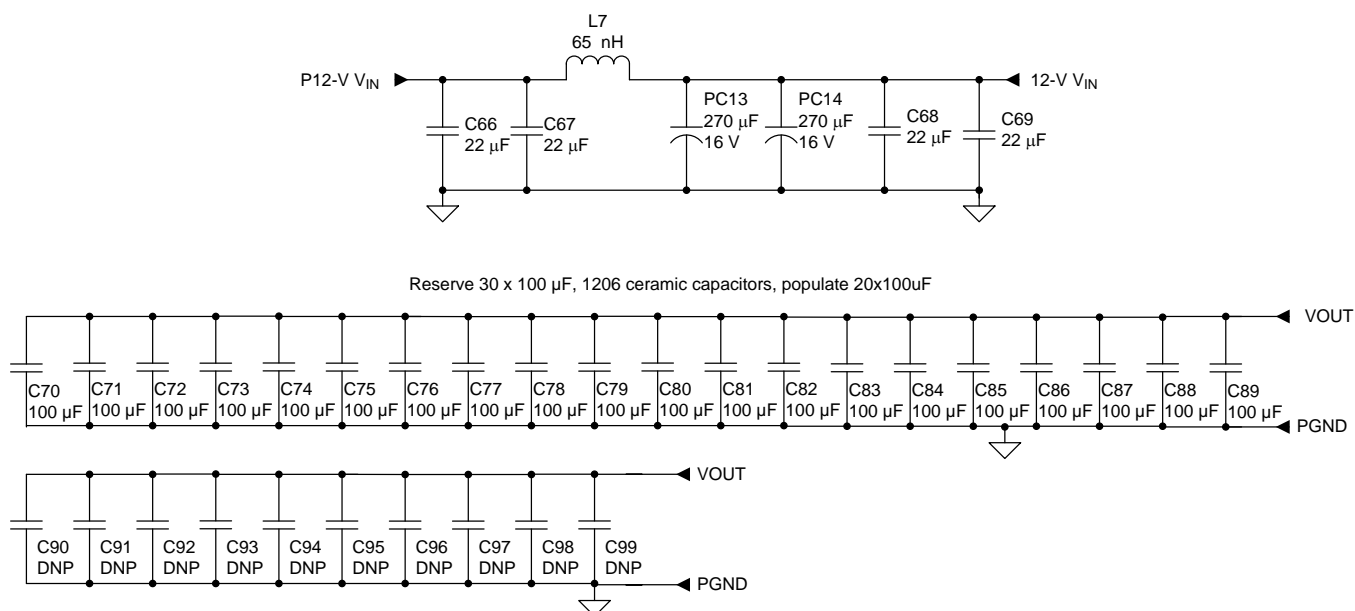 L7
65 nH
P12-V VIN
12-V VIN
C66
22 µF
C67
22 µF
PC13
270 µF
16 V
PC14
270 µF
16 V
C68
22 µF
C69
22 µF
Reserve 30 x 100 µF, 1206 ceramic capacitors, populate 20x100uF
VOUT
C70
100 µF
C71
100 µF
C72
100 µF
C73
100 µF
C74
100 µF
C75
100 µF
C76
100 µF
C77
100 µF
C78
100 µF
C79
100 µF
C80
100 µF
C81
100 µF
C82
100 µF
C83
100 µF
C84
100 µF
C85
100 µF
C86
100 µF
C87
100 µF
C88
100 µF
C89
100 µF
PGND
VOUT
C90
DNP
C91
DNP
C92
DNP
C93
DNP
C94
DNP
C95
DNP
C96
DNP
C97
DNP
C98
DNP
C99
DNP
PGND